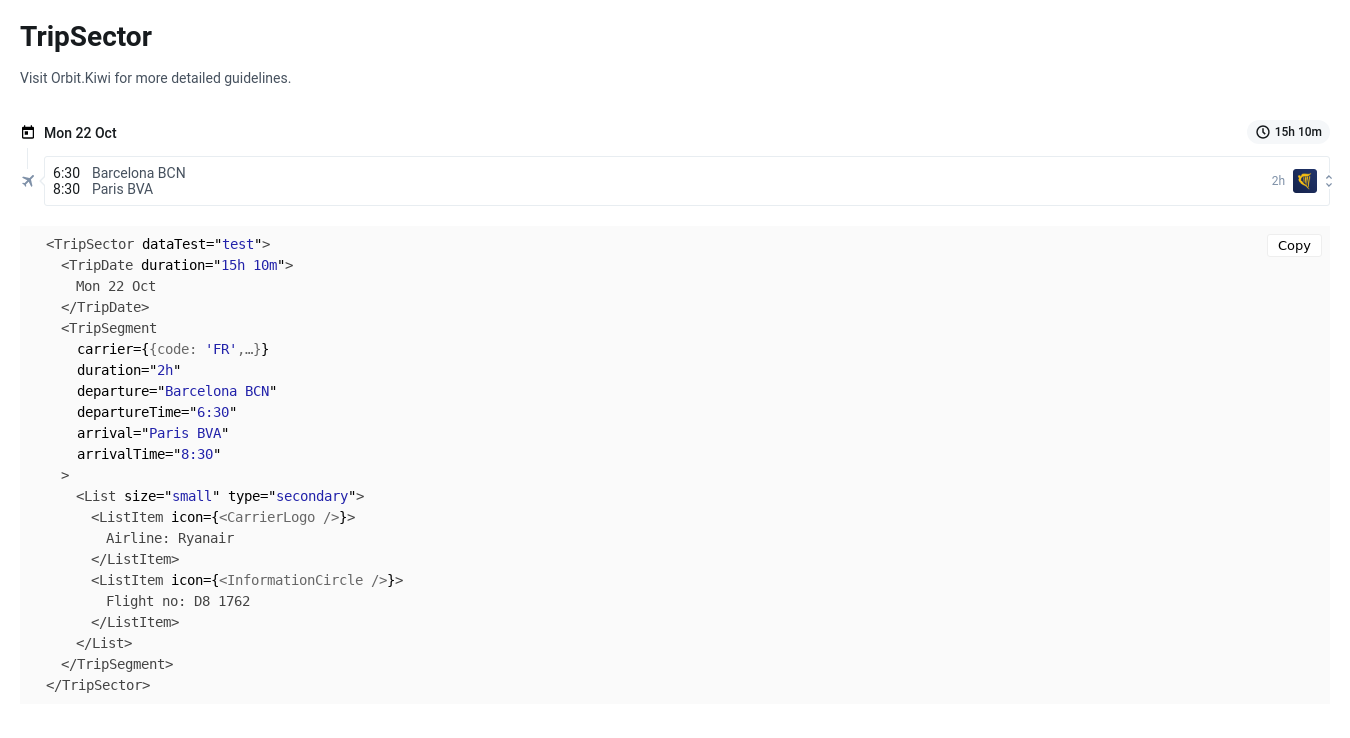 TripSector
Visit Orbit.Kiwi for more detailed guidelines.
Mon 22 Oct
15h 10m
6:30 Barcelona BCN
8:30 Paris BVA
2h
<TripSector dataTest="test">
<TripDate duration="15h 10m">
Mon 22 Oct
</TripDate>
<TripSegment
carrier={{code: 'FR',…}}
duration="2h"
departure="Barcelona BCN"
departureTime="6:30"
arrival="Paris BVA"
arrivalTime="8:30"
>
<List size="small" type="secondary">
<ListItem icon={<CarrierLogo />}>
Airline: Ryanair
</ListItem>
<ListItem icon={<InformationCircle />}>
Flight no: D8 1762
</ListItem>
</List>
</TripSegment>
</TripSector>
Copy